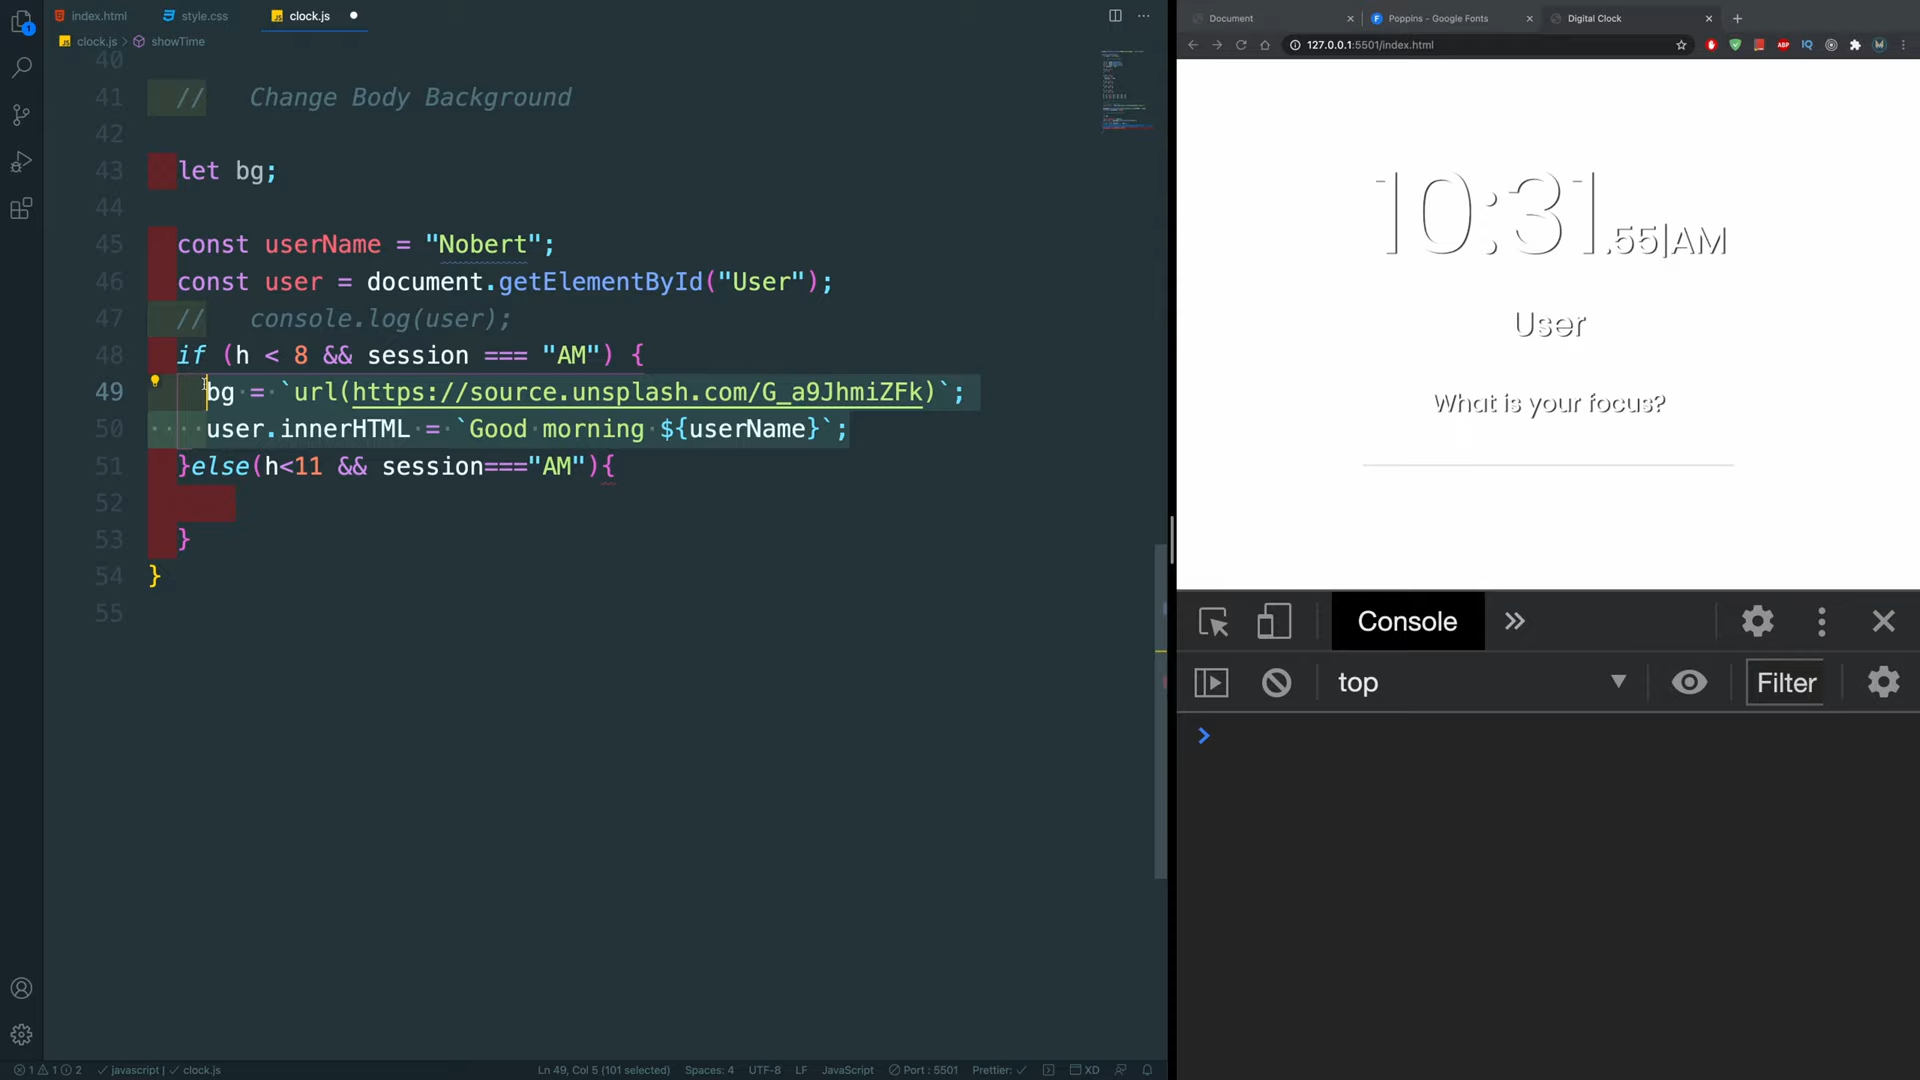 index.html
style.css
clock.js
clock.js > showTime
40
41 // Change Body Background
42
43 let bg;
44
45 const userName = "Nobert";
46 const user = document.getElementById("User");
47 // console.log(user);
48 if (h < 8 && session === "AM") {
49 bg = `url(https://source.unsplash.com/G_a9JhmiZFk)`;
50 user.innerHTML = `Good morning ${userName}`;
51 }else(h<11 && session==="AM"){
52
53 }
54 }
55
1 1 2 javascript | clock.js
Ln 49, Col 5 (101 selected) Spaces: 4 UTF-8 LF JavaScript Port : 5501 Prettier: XD
Document
Poppins - Google Fonts
Digital Clock
127.0.0.1:5501/index.html
ABP
IQ
10:31.55|AM
User
What is your focus?
Console
top
Filter